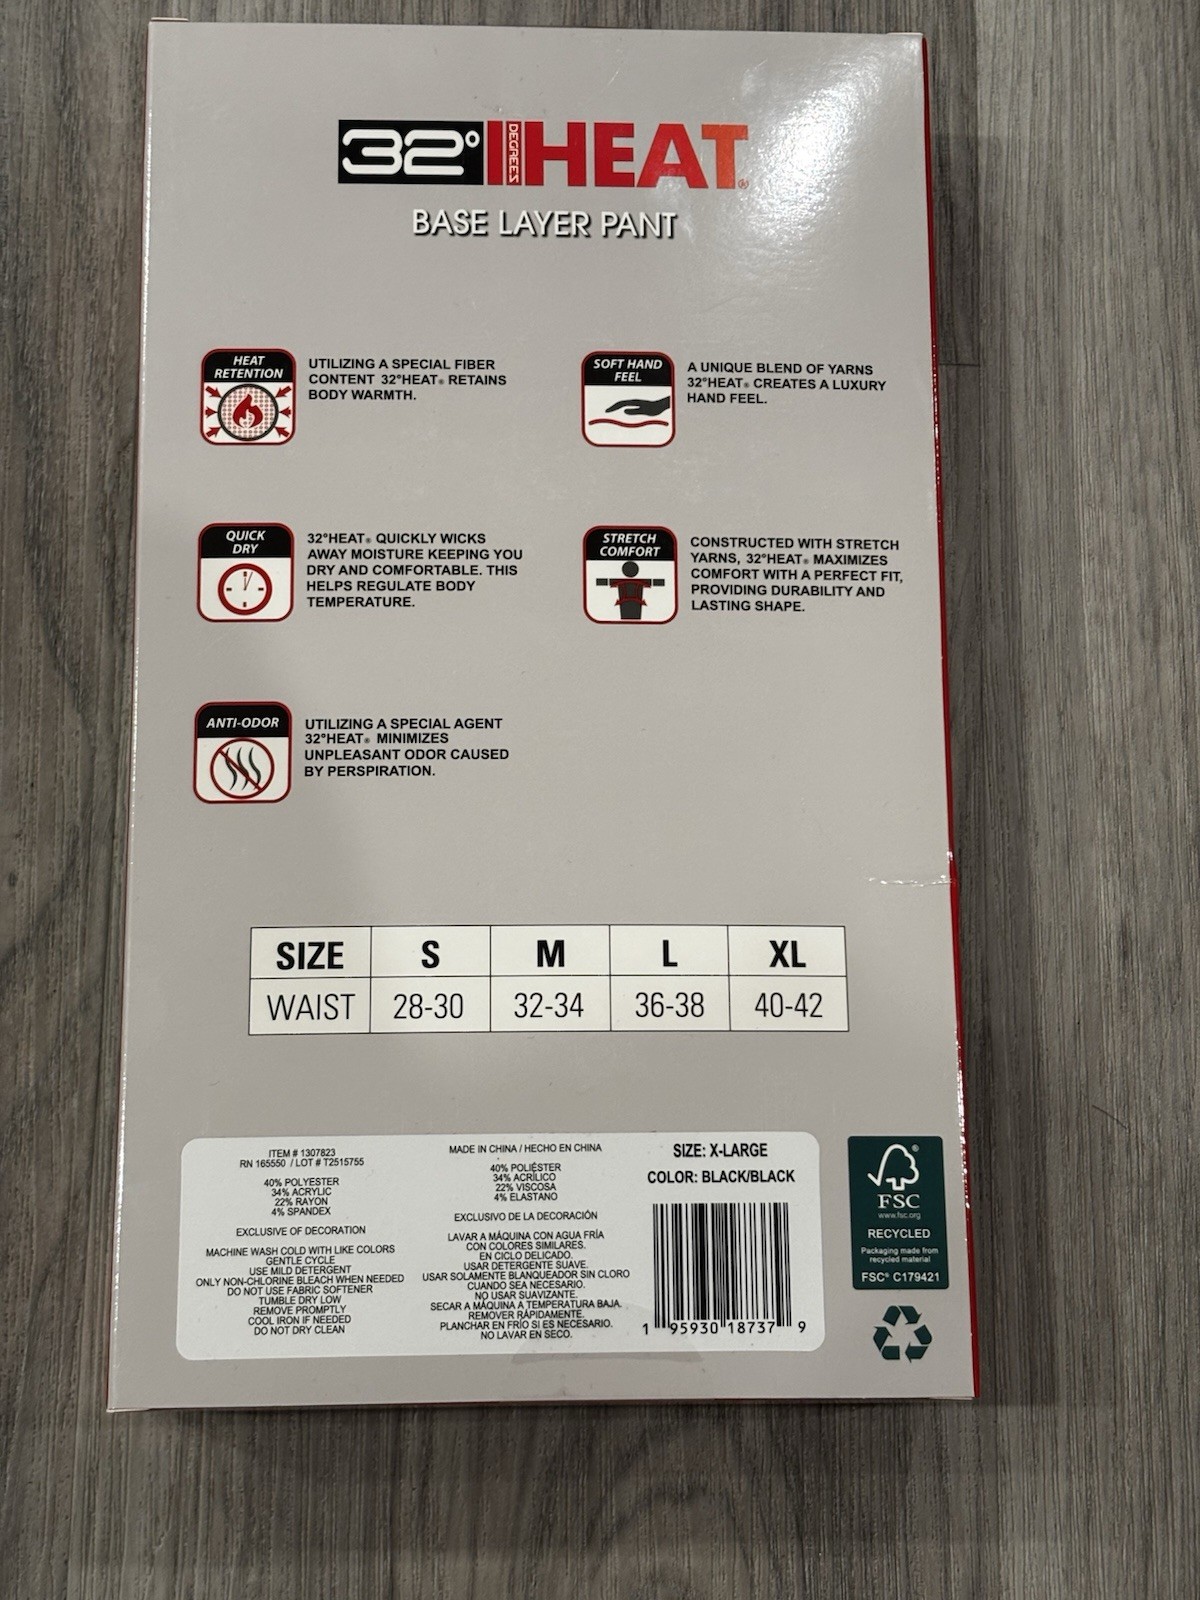 32° DEGREES HEAT®
BASE LAYER PANT
HEAT
RETENTION
UTILIZING A SPECIAL FIBER
CONTENT 32°HEAT® RETAINS
BODY WARMTH.
SOFT HAND
FEEL
A UNIQUE BLEND OF YARNS
32°HEAT® CREATES A LUXURY
HAND FEEL.
QUICK
DRY
32°HEAT® QUICKLY WICKS
AWAY MOISTURE KEEPING YOU
DRY AND COMFORTABLE. THIS
HELPS REGULATE BODY
TEMPERATURE.
STRETCH
COMFORT
CONSTRUCTED WITH STRETCH
YARNS, 32°HEAT® MAXIMIZES
COMFORT WITH A PERFECT FIT,
PROVIDING DURABILITY AND
LASTING SHAPE.
ANTI-ODOR
UTILIZING A SPECIAL AGENT
32°HEAT® MINIMIZES
UNPLEASANT ODOR CAUSED
BY PERSPIRATION.
SIZE S M L XL
WAIST 28-30 32-34 36-38 40-42
ITEM # 1307823
RN 165550 / LOT # T2515755
40% POLYESTER
34% ACRYLIC
22% RAYON
4% SPANDEX
EXCLUSIVE OF DECORATION
MACHINE WASH COLD WITH LIKE COLORS
GENTLE CYCLE
USE MILD DETERGENT
ONLY NON-CHLORINE BLEACH WHEN NEEDED
DO NOT USE FABRIC SOFTENER
TUMBLE DRY LOW
REMOVE PROMPTLY
COOL IRON IF NEEDED
DO NOT DRY CLEAN
MADE IN CHINA / HECHO EN CHINA
40% POLIÉSTER
34% ACRÍLICO
22% VISCOSA
4% ELASTANO
EXCLUSIVO DE LA DECORACIÓN
LAVAR A MÁQUINA CON AGUA FRÍA
CON COLORES SIMILARES.
EN CICLO DELICADO.
USAR DETERGENTE SUAVE.
USAR SOLAMENTE BLANQUEADOR SIN CLORO
CUANDO SEA NECESARIO.
NO USAR SUAVIZANTE.
SECAR A MÁQUINA A TEMPERATURA BAJA.
REMOVER RÁPIDAMENTE.
PLANCHAR EN FRÍO SI ES NECESARIO.
NO LAVAR EN SECO.
SIZE: X-LARGE
COLOR: BLACK/BLACK
1 95930 18737 9
®
FSC
www.fsc.org
RECYCLED
Packaging made from
recycled material
FSC® C179421